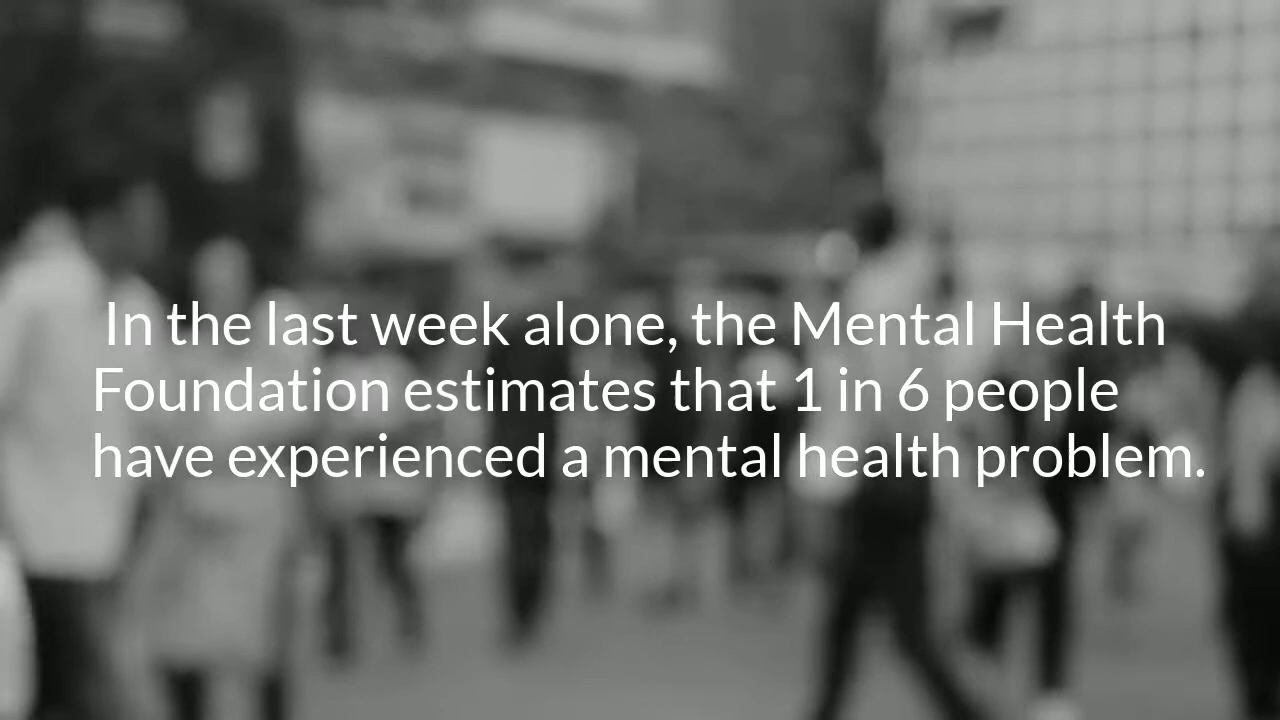 In the last week alone, the Mental Health
Foundation estimates that 1 in 6 people
have experienced a mental health problem.